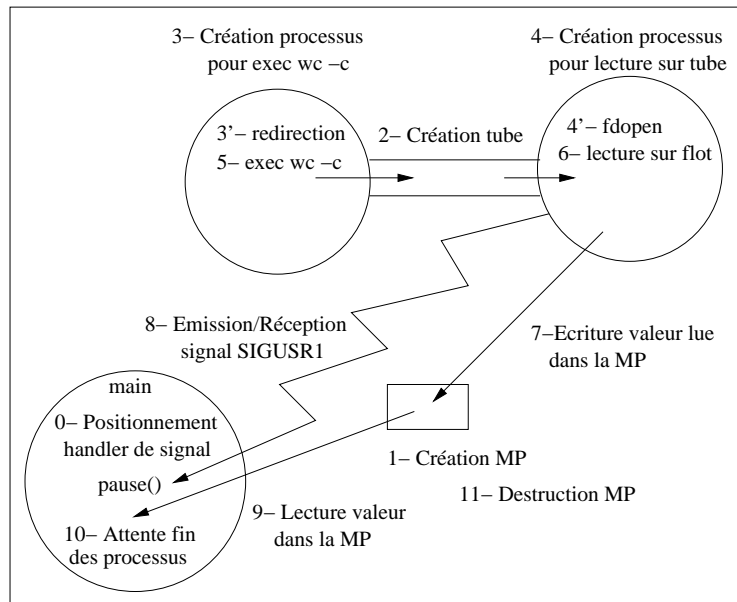 3– Création processus
pour exec wc –c
4– Création processus
pour lecture sur tube
3’– redirection
5– exec wc –c
2– Création tube
4’– fdopen
6– lecture sur flot
8– Emission/Réception
signal SIGUSR1
7–Ecriture valeur lue
dans la MP
main
0– Positionnement
handler de signal
pause()
10– Attente fin
des processus
1– Création MP
11– Destruction MP
9– Lecture valeur
dans la MP